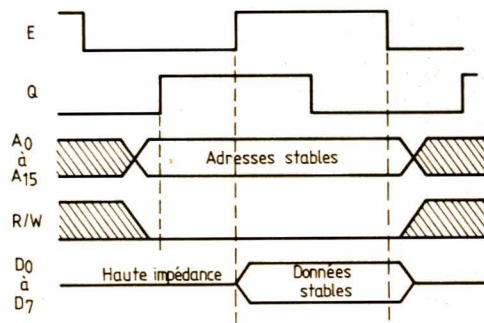 E
Q
A0
à
A15
Adresses stables
R/W
D0
à
D7
Haute impédance
Données
stables